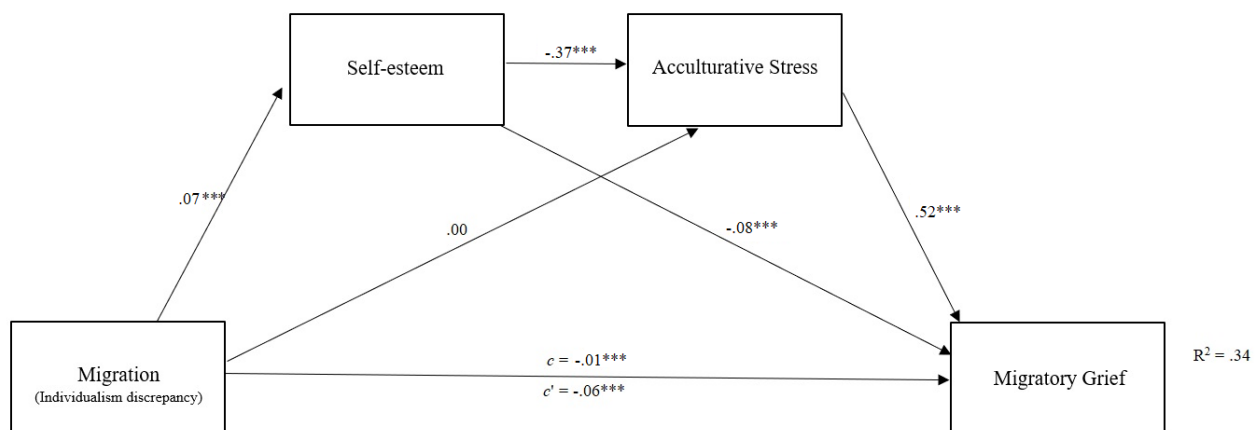 Self-esteem
-.37***
Acculturative Stress
.07***
.00
-.08***
.52***
Migration
(Individualism discrepancy)
c = -.01***
c' = -.06***
Migratory Grief
R² = .34